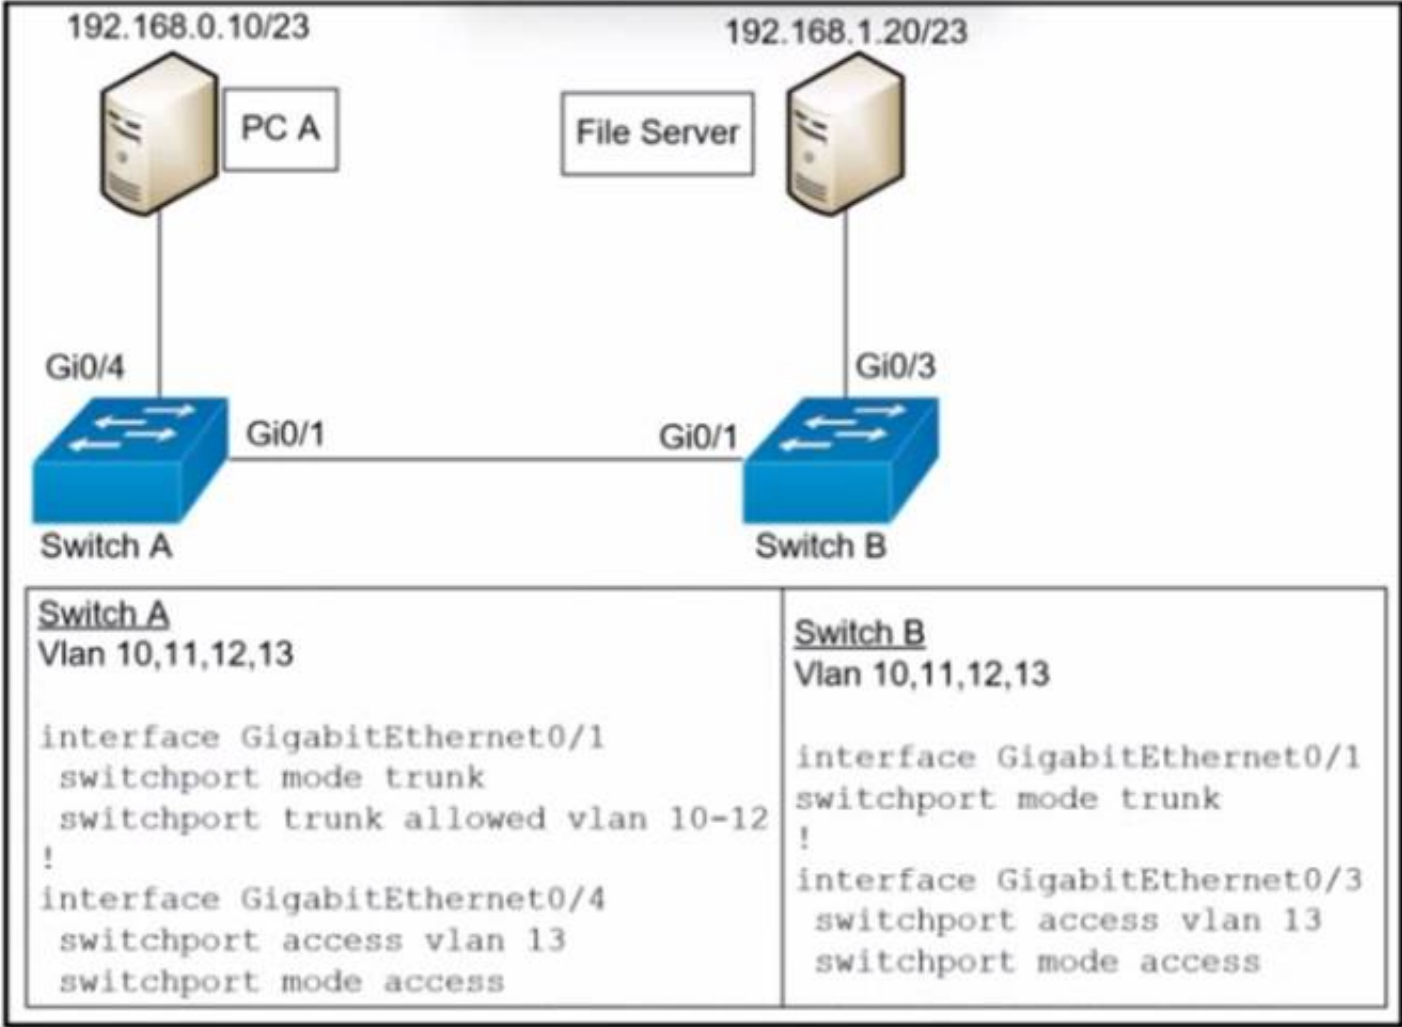 192.168.0.10/23
192.168.1.20/23
PC A
File Server
Gi0/4
Gi0/3
Gi0/1
Gi0/1
Switch A
Switch B
Switch A
Vlan 10,11,12,13
interface GigabitEthernet0/1
switchport mode trunk
switchport trunk allowed vlan 10-12
!
interface GigabitEthernet0/4
switchport access vlan 13
switchport mode access
Switch B
Vlan 10,11,12,13
interface GigabitEthernet0/1
switchport mode trunk
!
interface GigabitEthernet0/3
switchport access vlan 13
switchport mode access